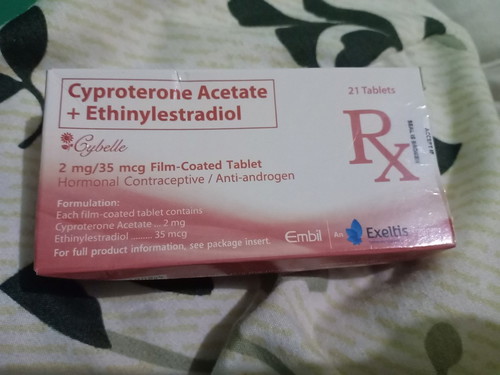 Cyproterone Acetate
+ Ethinylestradiol
21 Tablets
Rx
Cybelle
2 mg/35 mcg Film-Coated Tablet
Hormonal Contraceptive / Anti-androgen
Formulation:
Each film-coated tablet contains
Cyproterone Acetate ... 2 mg
Ethinylestradiol ........ 35 mcg
For full product information, see package insert.
Embil
An
Exeltis